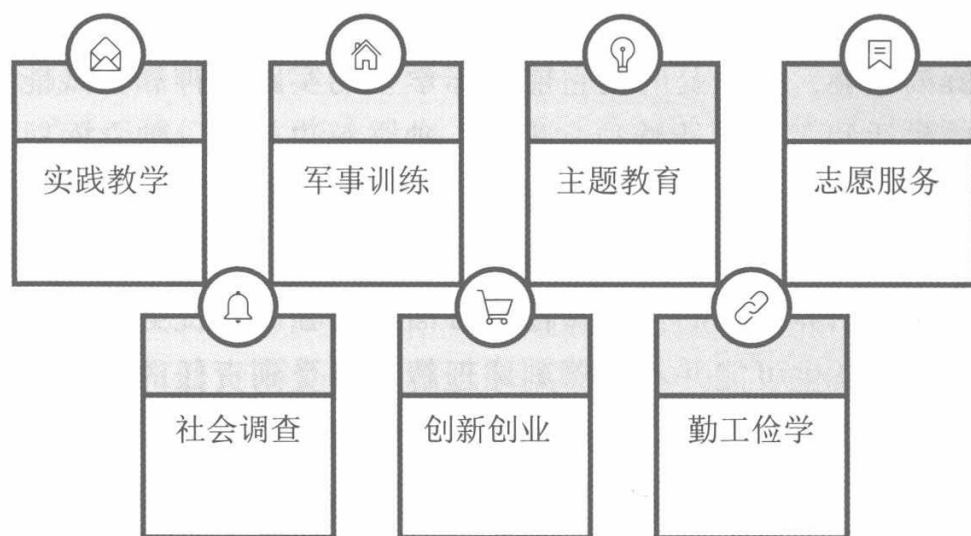 实践教学
军事训练
主题教育
志愿服务
社会调查
创新创业
勤工俭学